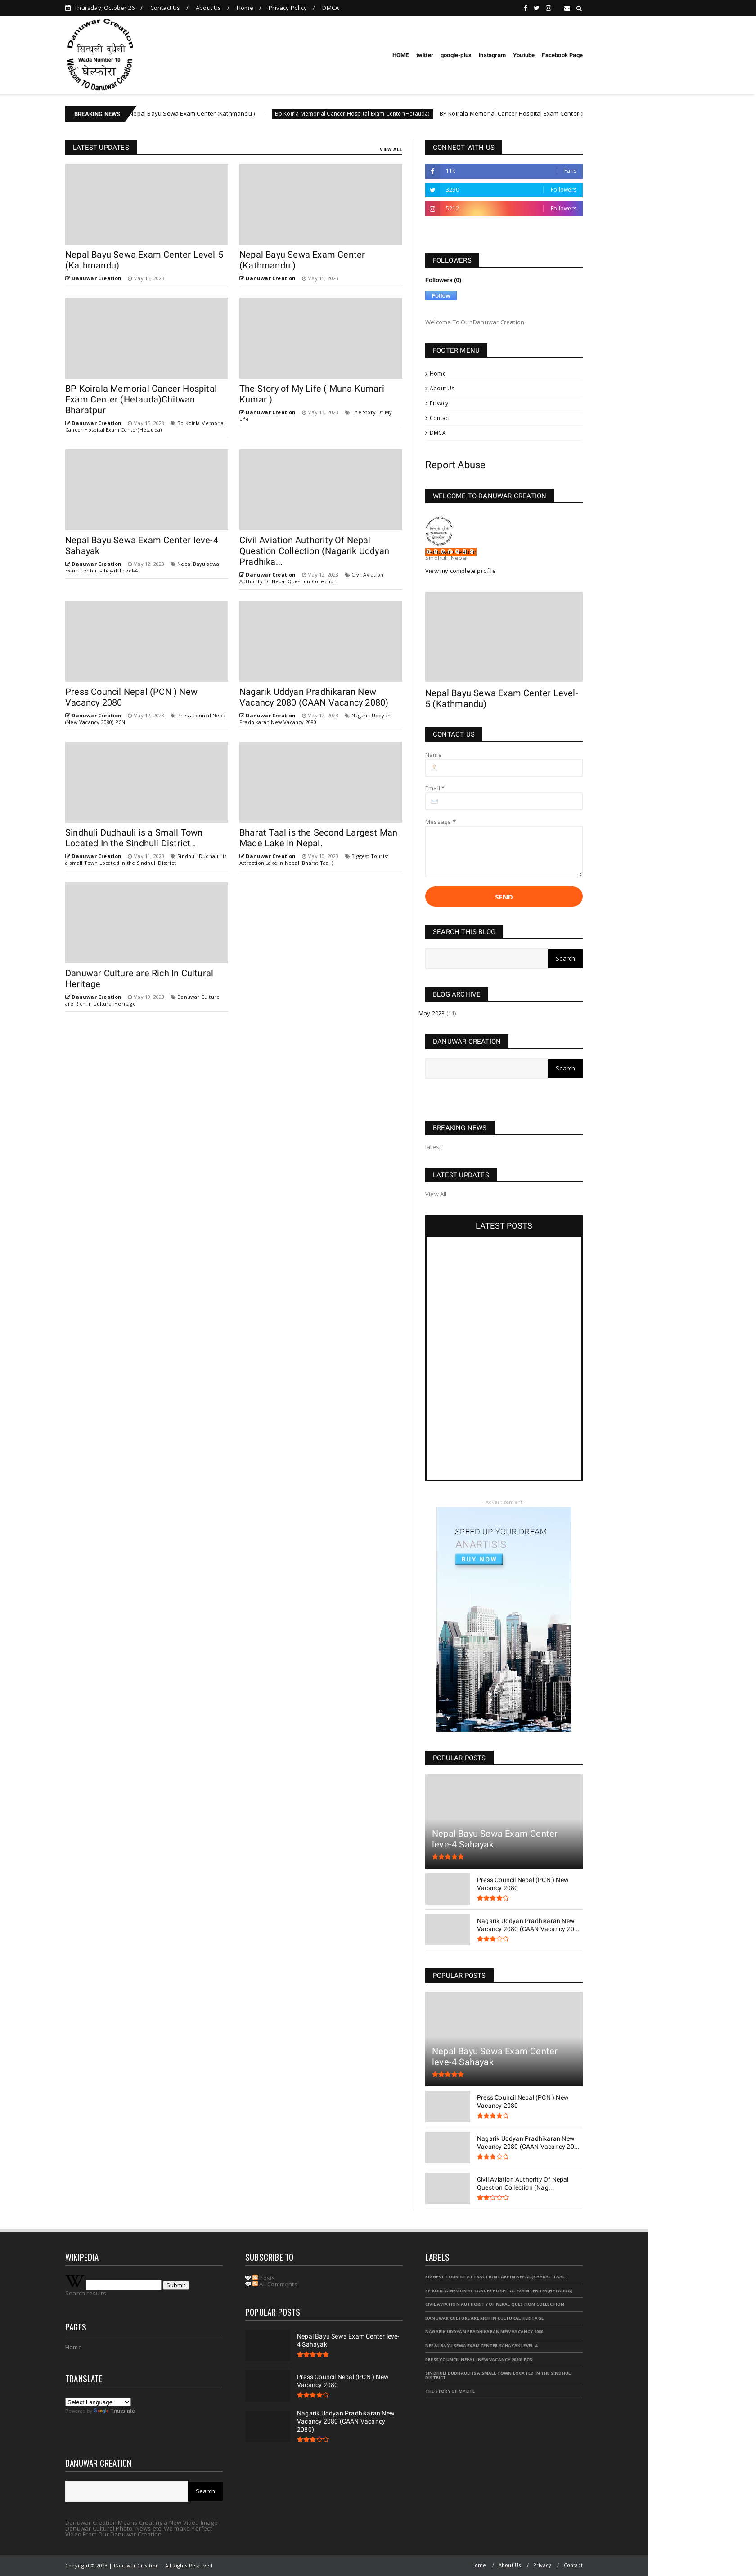 Thursday, October 26 / Contact Us / About Us / Home / Privacy Policy / DMCA
Danuwar Creation
सिन्धुली दुधौली
Wada Number 10
घेल्फोरा
Welcom TO Danuwar Creation
HOME twitter google-plus instagram Youtube Facebook Page
BREAKING NEWS Nepal Bayu Sewa Exam Center (Kathmandu ) - Bp Koirla Memorial Cancer Hospital Exam Center(Hetauda) BP Koirala Memorial Cancer Hospital Exam Center (
LATEST UPDATES
VIEW ALL
Nepal Bayu Sewa Exam Center Level-5
(Kathmandu)
Danuwar Creation May 15, 2023
Nepal Bayu Sewa Exam Center
(Kathmandu )
Danuwar Creation May 15, 2023
BP Koirala Memorial Cancer Hospital
Exam Center (Hetauda)Chitwan
Bharatpur
Danuwar Creation May 15, 2023 Bp Koirla Memorial
Cancer Hospital Exam Center(Hetauda)
The Story of My Life ( Muna Kumari
Kumar )
Danuwar Creation May 13, 2023 The Story Of My
Life
Nepal Bayu Sewa Exam Center leve-4
Sahayak
Danuwar Creation May 12, 2023 Nepal Bayu sewa
Exam Center sahayak Level-4
Civil Aviation Authority Of Nepal
Question Collection (Nagarik Uddyan
Pradhika...
Danuwar Creation May 12, 2023 Civil Aviation
Authority Of Nepal Question Collection
Press Council Nepal (PCN ) New
Vacancy 2080
Danuwar Creation May 12, 2023 Press Council Nepal
(New Vacancy 2080) PCN
Nagarik Uddyan Pradhikaran New
Vacancy 2080 (CAAN Vacancy 2080)
Danuwar Creation May 12, 2023 Nagarik Uddyan
Pradhikaran New Vacancy 2080
Sindhuli Dudhauli is a Small Town
Located In the Sindhuli District .
Danuwar Creation May 11, 2023 Sindhuli Dudhauli is
a small Town Located in the Sindhuli District
Bharat Taal is the Second Largest Man
Made Lake In Nepal.
Danuwar Creation May 10, 2023 Biggest Tourist
Attraction Lake In Nepal (Bharat Taal )
Danuwar Culture are Rich In Cultural
Heritage
Danuwar Creation May 10, 2023 Danuwar Culture
are Rich In Cultural Heritage
CONNECT WITH US
11k Fans
3290 Followers
5212 Followers
FOLLOWERS
Followers (0)
Follow
Welcome To Our Danuwar Creation
FOOTER MENU
Home
About Us
Privacy
Contact
DMCA
Report Abuse
WELCOME TO DANUWAR CREATION
Danuwar Creation
Sindhuli, Nepal
View my complete profile
Nepal Bayu Sewa Exam Center Level-
5 (Kathmandu)
CONTACT US
Name
Email *
Message *
SEND
SEARCH THIS BLOG
Search
BLOG ARCHIVE
May 2023 (11)
DANUWAR CREATION
Search
BREAKING NEWS
latest
LATEST UPDATES
View All
LATEST POSTS
- Advertisement -
SPEED UP YOUR DREAM
ANARTISIS
BUY NOW
POPULAR POSTS
Nepal Bayu Sewa Exam Center
leve-4 Sahayak
Press Council Nepal (PCN ) New
Vacancy 2080
Nagarik Uddyan Pradhikaran New
Vacancy 2080 (CAAN Vacancy 20...
POPULAR POSTS
Nepal Bayu Sewa Exam Center
leve-4 Sahayak
Press Council Nepal (PCN ) New
Vacancy 2080
Nagarik Uddyan Pradhikaran New
Vacancy 2080 (CAAN Vacancy 20...
Civil Aviation Authority Of Nepal
Question Collection (Nag...
WIKIPEDIA
Submit
Search results
PAGES
Home
TRANSLATE
Select Language
Powered by Google Translate
DANUWAR CREATION
Search
Danuwar Creation Means Creating a New Video Image
Danuwar Cultural Photo, News etc We make Perfect
Video From Our Danuwar Creation
SUBSCRIBE TO
Posts
All Comments
POPULAR POSTS
Nepal Bayu Sewa Exam Center leve-
4 Sahayak
Press Council Nepal (PCN ) New
Vacancy 2080
Nagarik Uddyan Pradhikaran New
Vacancy 2080 (CAAN Vacancy
2080)
LABELS
BIGGEST TOURIST ATTRACTION LAKE IN NEPAL (BHARAT TAAL )
BP KOIRLA MEMORIAL CANCER HOSPITAL EXAM CENTER(HETAUDA)
CIVIL AVIATION AUTHORITY OF NEPAL QUESTION COLLECTION
DANUWAR CULTURE ARE RICH IN CULTURAL HERITAGE
NAGARIK UDDYAN PRADHIKARAN NEW VACANCY 2080
NEPAL BAYU SEWA EXAM CENTER SAHAYAK LEVEL-4
PRESS COUNCIL NEPAL (NEW VACANCY 2080) PCN
SINDHULI DUDHAULI IS A SMALL TOWN LOCATED IN THE SINDHULI
DISTRICT
THE STORY OF MY LIFE
Copyright © 2023 | Danuwar Creation | All Rights Reserved
Home / About Us / Privacy / Contact